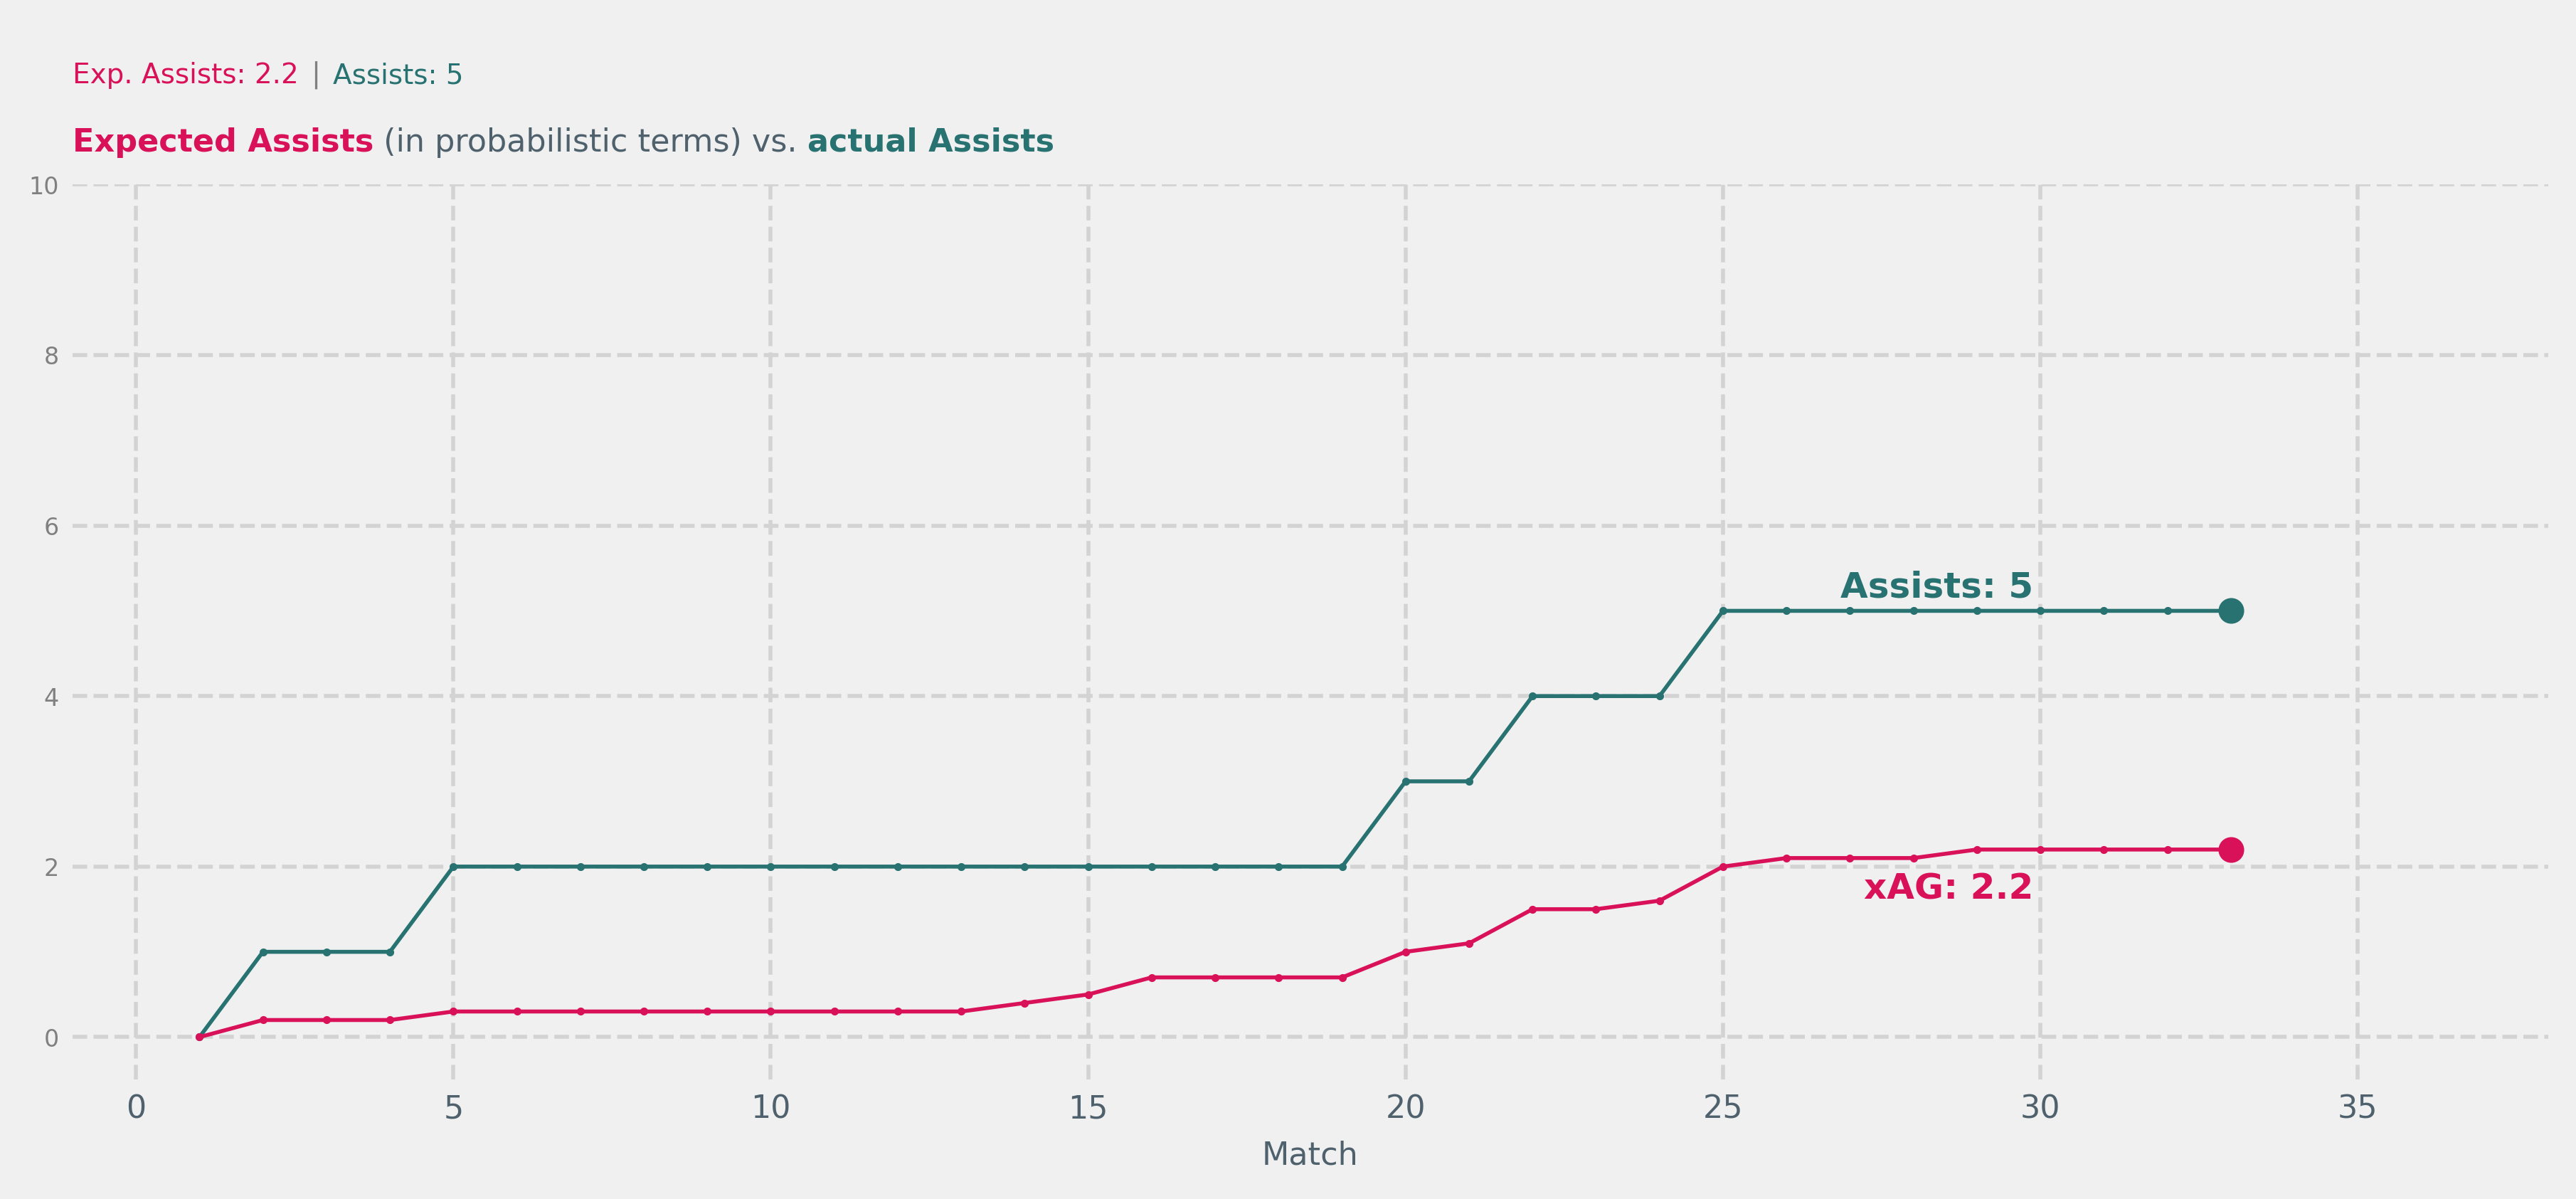 Exp. Assists: 2.2 | Assists: 5
Expected Assists (in probabilistic terms) vs. actual Assists
10
8
6
Assists: 5
4
2
xAG: 2.2
0
0 5 10 15 20 25 30 35
Match